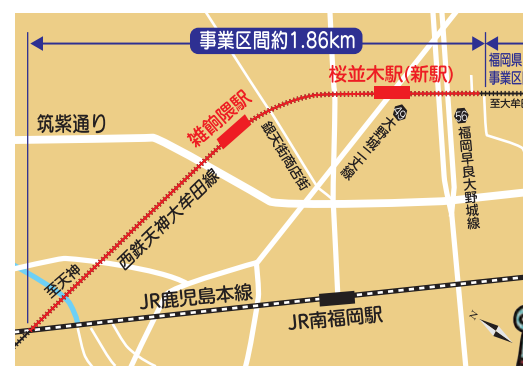 事業区間約1.86km
福岡県
事業区
桜並木駅(新駅)
至大牟
雑餉隈駅
筑紫通り
銀天街商店街
49
大野城二丈線
56
福岡早良大野城線
西鉄天神大牟田線
至天神
JR鹿児島本線
JR南福岡駅
N